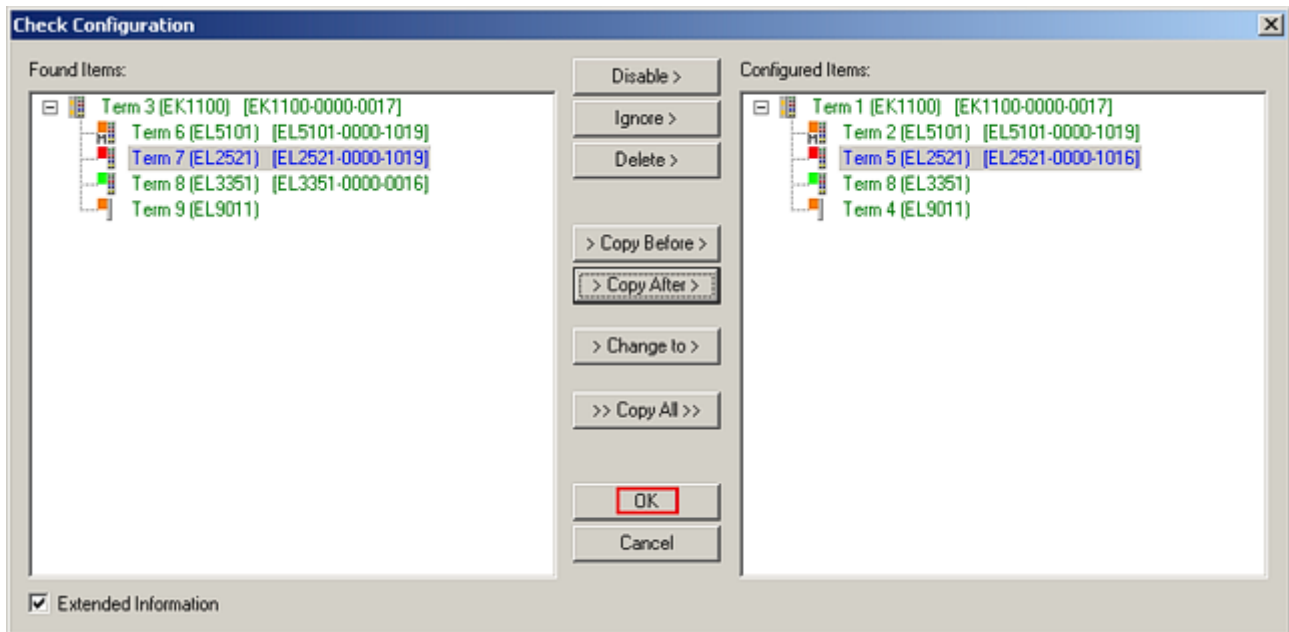 Check Configuration
Found Items:
Term 3 (EK1100) [EK1100-0000-0017]
Term 6 (EL5101) [EL5101-0000-1019]
Term 7 (EL2521) [EL2521-0000-1019]
Term 8 (EL3351) [EL3351-0000-0016]
Term 9 (EL9011)
Disable >
Ignore >
Delete >
> Copy Before >
> Copy After >
> Change to >
>> Copy All >>
OK
Cancel
Configured Items:
Term 1 (EK1100) [EK1100-0000-0017]
Term 2 (EL5101) [EL5101-0000-1019]
Term 5 (EL2521) [EL2521-0000-1016]
Term 8 (EL3351)
Term 4 (EL9011)
Extended Information